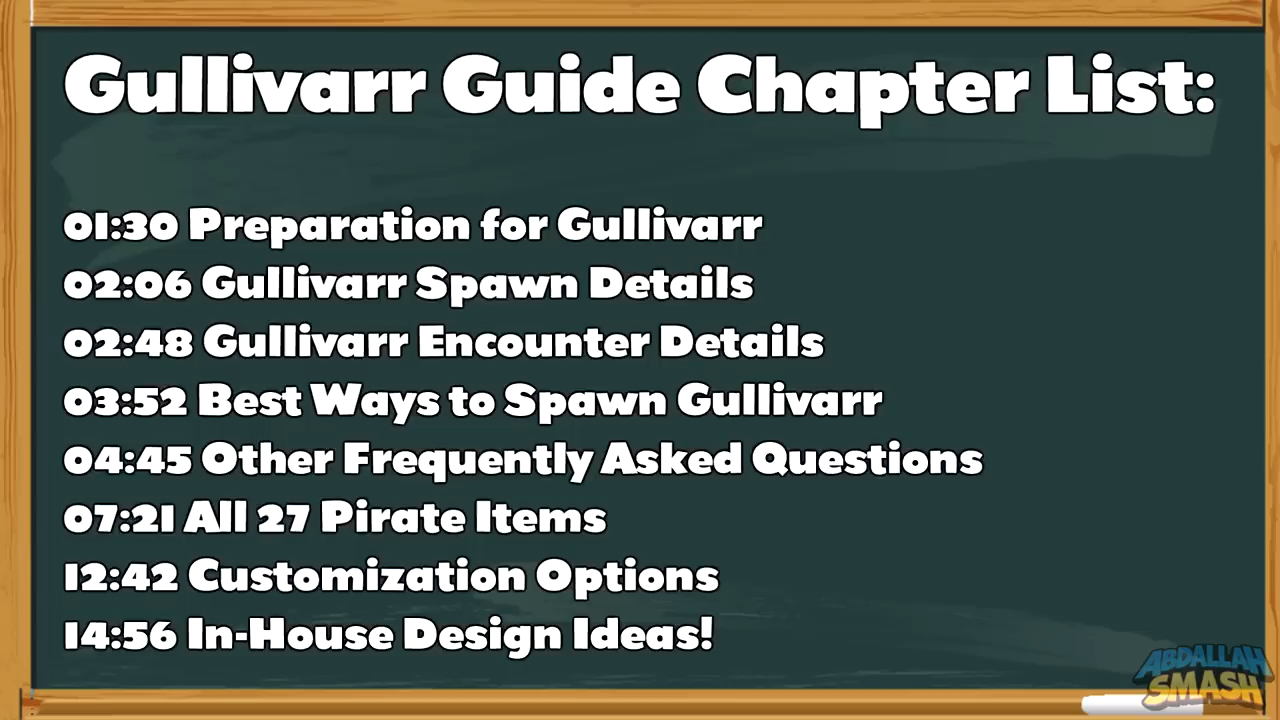 Gullivarr Guide Chapter List:
01:30 Preparation for Gullivarr
02:06 Gullivarr Spawn Details
02:48 Gullivarr Encounter Details
03:52 Best Ways to Spawn Gullivarr
04:45 Other Frequently Asked Questions
07:21 All 27 Pirate Items
12:42 Customization Options
14:56 In-House Design Ideas!
ABDALLAH
SMASH